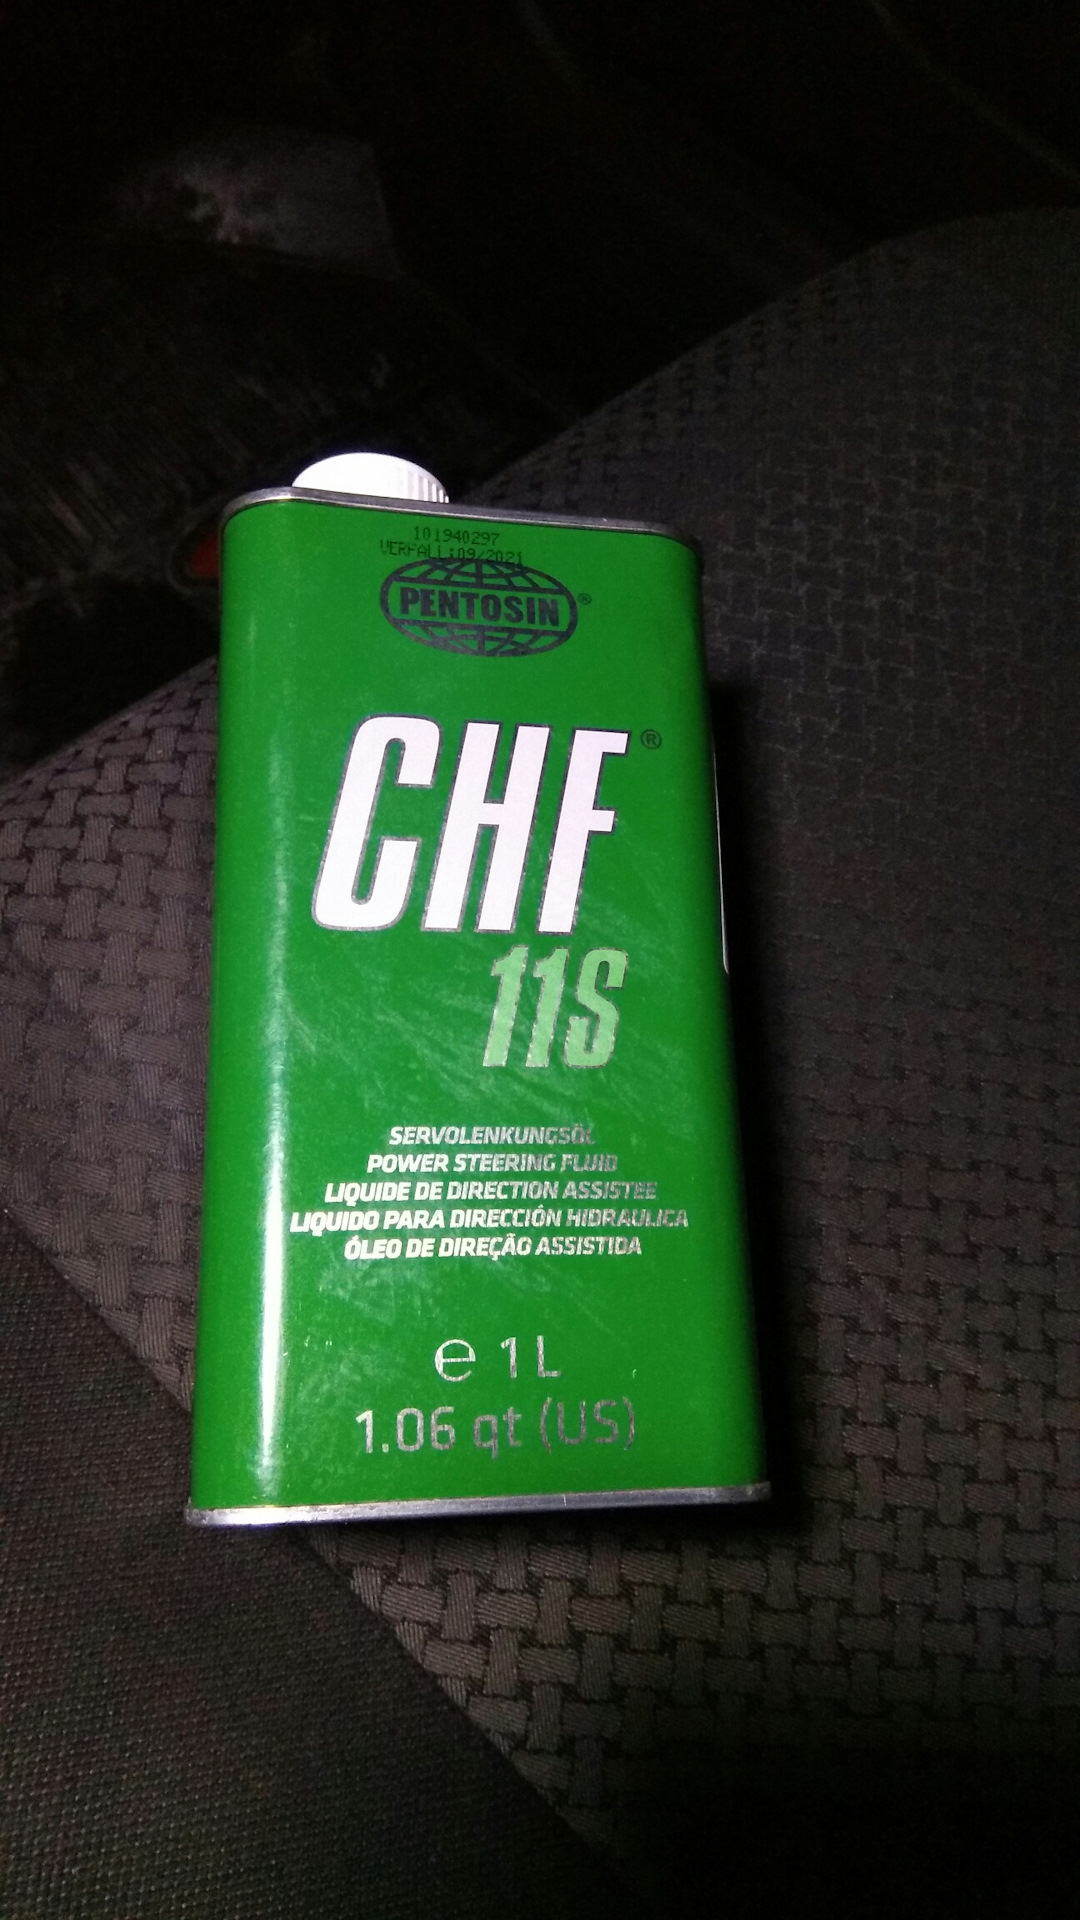 101940297
VERFALL:09/2021
PENTOSIN®
CHF®
11S
SERVOLENKUNGSÖL
POWER STEERING FLUID
LIQUIDE DE DIRECTION ASSISTEE
LIQUIDO PARA DIRECCIÓN HIDRAULICA
ÓLEO DE DIREÇÃO ASSISTIDA
℮ 1 L
1.06 qt (US)